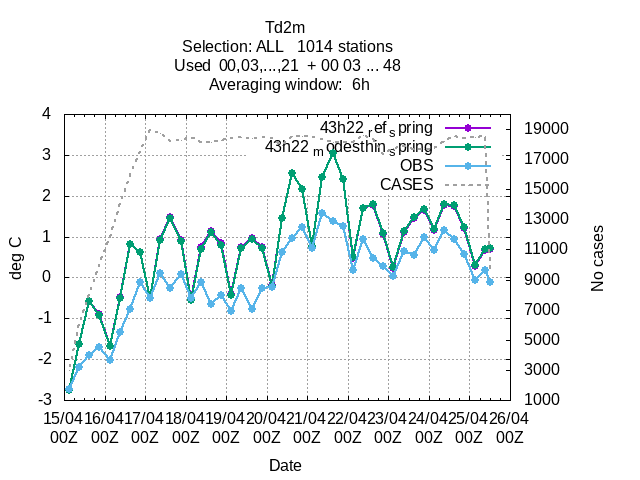 Td2m
Selection: ALL   1014 stations
Used  00,03,...,21  + 00 03 ... 48
Averaging window:  6h
deg C
4
3
2
1
0
-1
-2
-3
43h22_ref_spring
43h22_modesthin_spring
OBS
CASES
19000
17000
15000
13000
11000
9000
7000
5000
3000
1000
No cases
15/04 16/04 17/04 18/04 19/04 20/04 21/04 22/04 23/04 24/04 25/04 26/04
00Z 00Z 00Z 00Z 00Z 00Z 00Z 00Z 00Z 00Z 00Z 00Z
Date